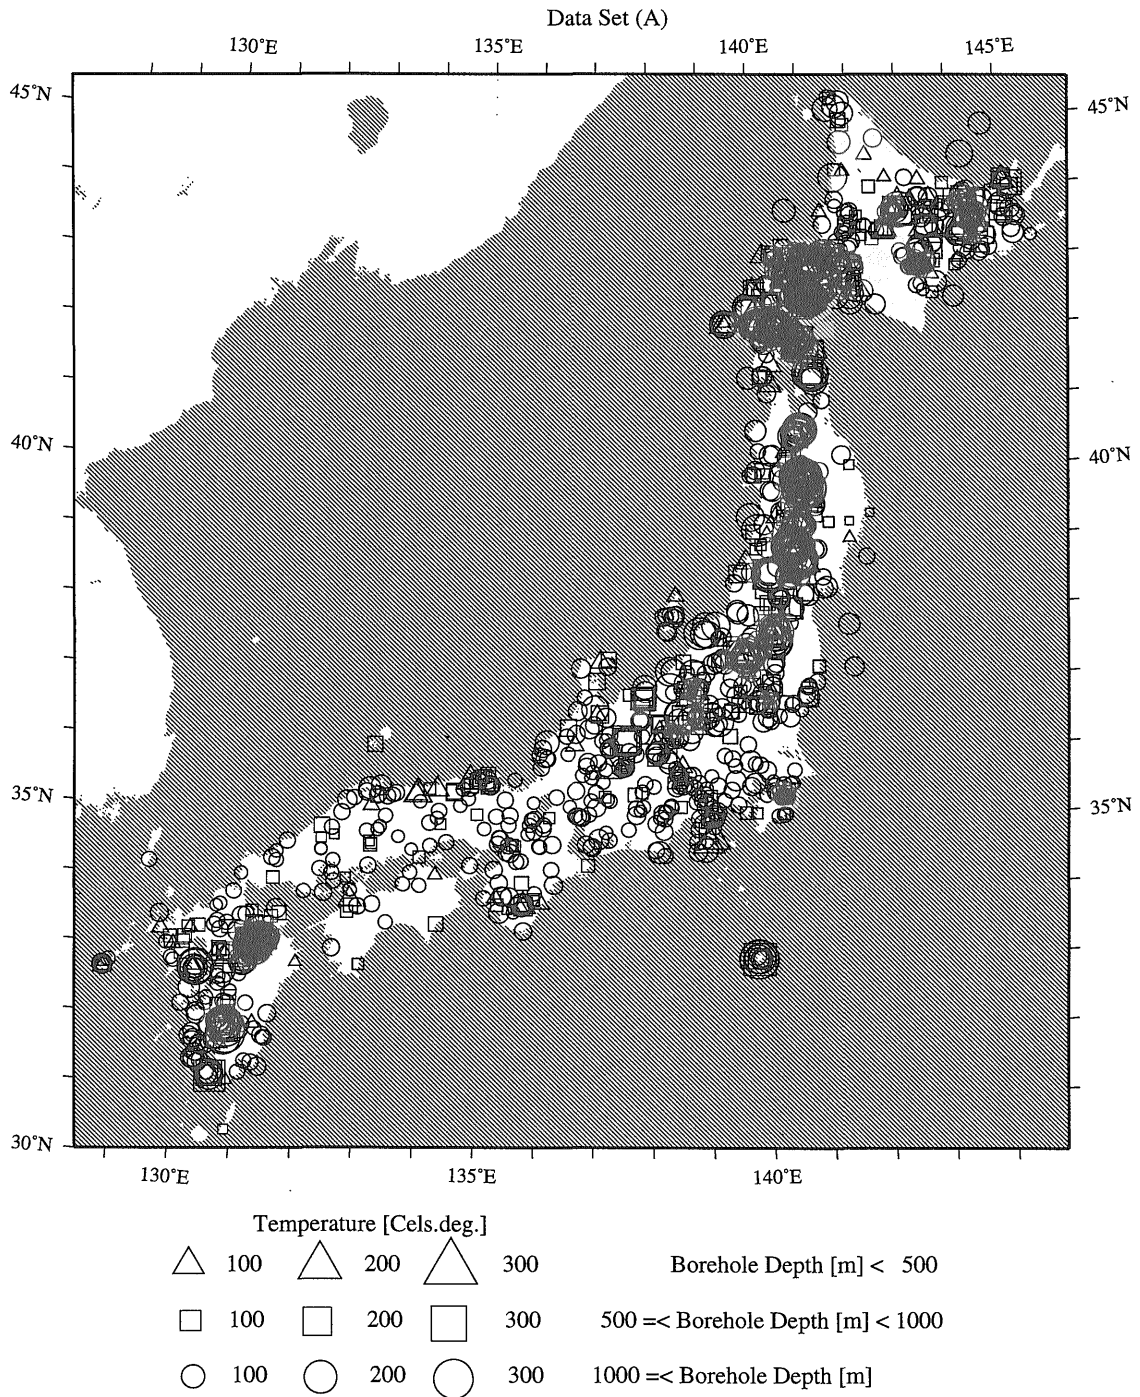 Data Set (A)
130°E 135°E 140°E 145°E
45°N 45°N
40°N 40°N
35°N 35°N
30°N
130°E 135°E 140°E
Temperature [Cels.deg.]
100 200 300 Borehole Depth [m] < 500
100 200 300 500 =< Borehole Depth [m] < 1000
100 200 300 1000 =< Borehole Depth [m]